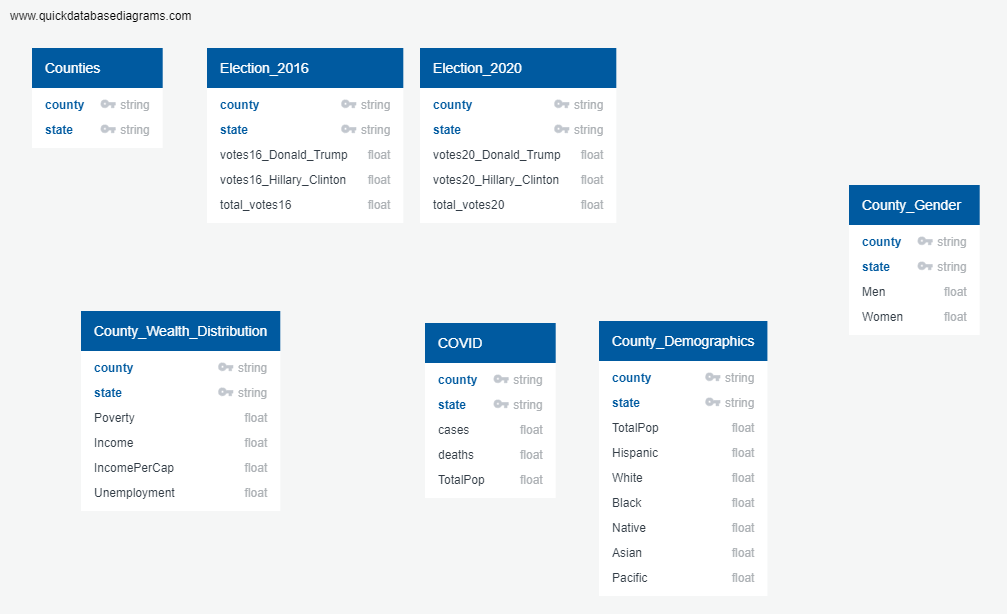 www.quickdatabasediagrams.com
Counties
county string
state string
Election_2016
county string
state string
votes16_Donald_Trump float
votes16_Hillary_Clinton float
total_votes16 float
Election_2020
county string
state string
votes20_Donald_Trump float
votes20_Hillary_Clinton float
total_votes20 float
County_Gender
county string
state string
Men float
Women float
County_Wealth_Distribution
county string
state string
Poverty float
Income float
IncomePerCap float
Unemployment float
COVID
county string
state string
cases float
deaths float
TotalPop float
County_Demographics
county string
state string
TotalPop float
Hispanic float
White float
Black float
Native float
Asian float
Pacific float